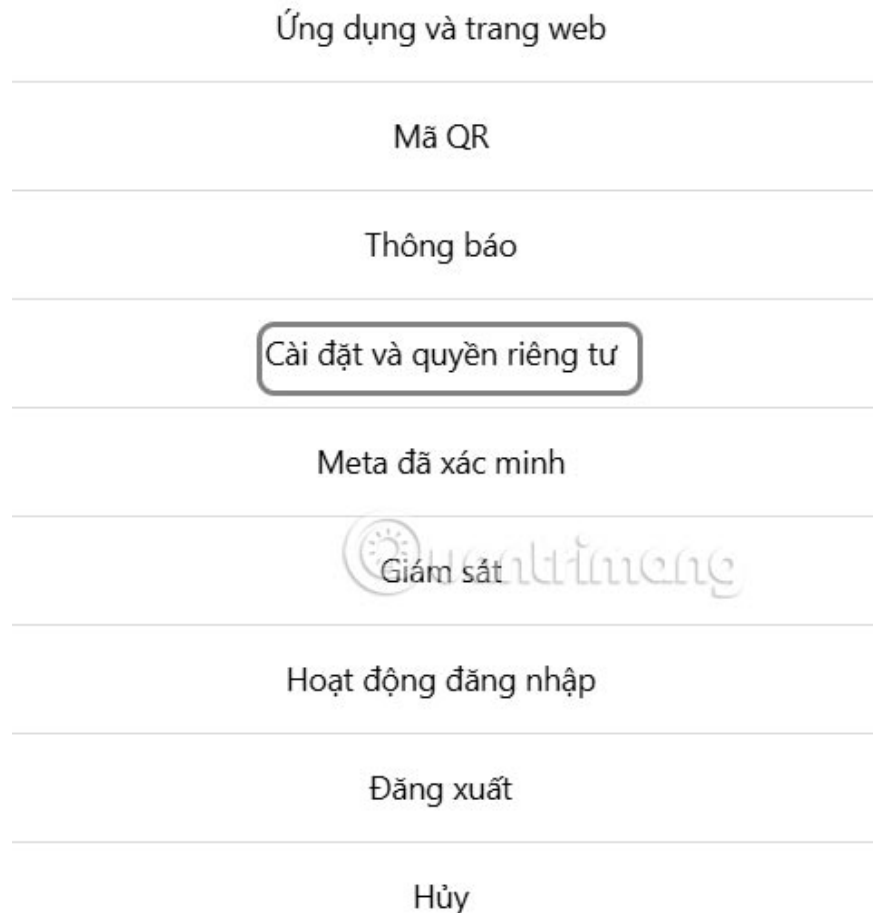 Ứng dụng và trang web
Mã QR
Thông báo
Cài đặt và quyền riêng tư
Meta đã xác minh
Quantrimang
Giám sát
Hoạt động đăng nhập
Đăng xuất
Hủy